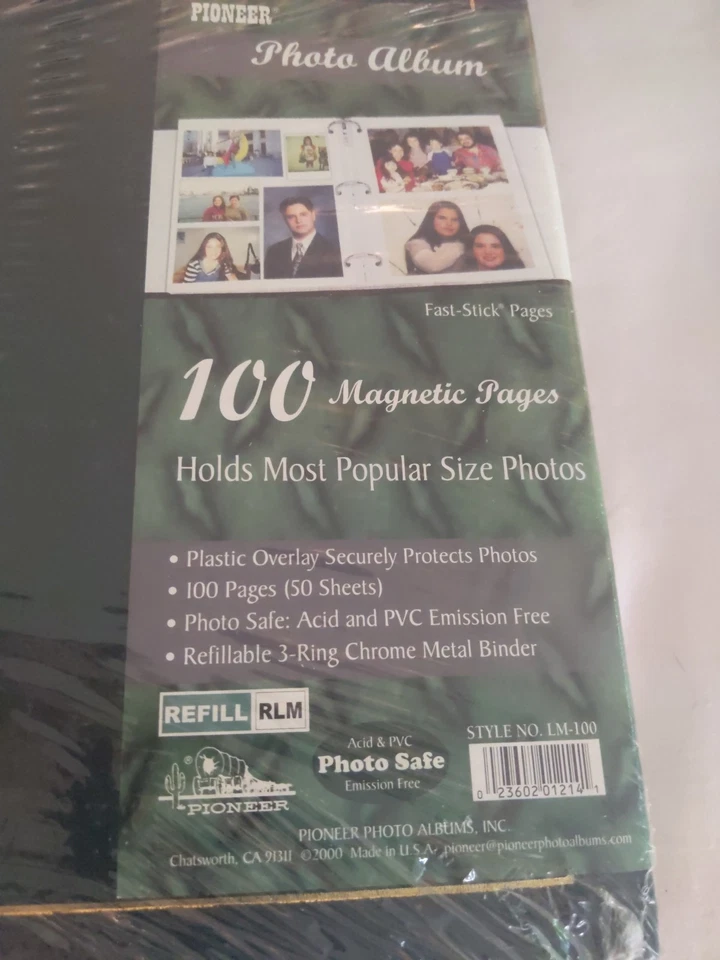 PIONEER
Photo Album
Fast-Stick® Pages
100 Magnetic Pages
Holds Most Popular Size Photos
• Plastic Overlay Securely Protects Photos
• 100 Pages (50 Sheets)
• Photo Safe: Acid and PVC Emission Free
• Refillable 3-Ring Chrome Metal Binder
REFILL RLM
STYLE NO. LM-100
Acid & PVC
Photo Safe
Emission Free
®
PIONEER
0 23602 01214 1
PIONEER PHOTO ALBUMS, INC.
Chatsworth, CA 91311 ©2000 Made in U.S.A. pioneer@pioneerphotoalbums.com